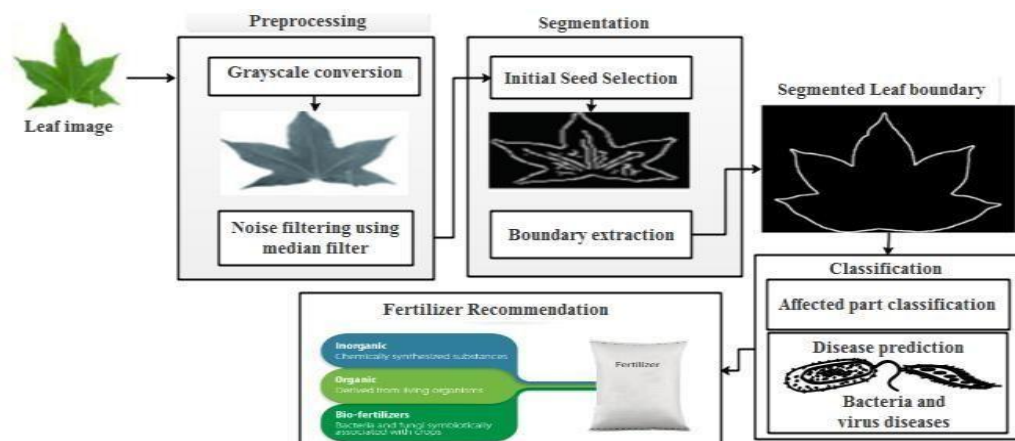 Preprocessing
Segmentation
Grayscale conversion
Initial Seed Selection
Segmented Leaf boundary
Leaf image
Noise filtering using
median filter
Boundary extraction
Classification
Affected part classification
Disease prediction
Bacteria and
virus diseases
Fertilizer Recommendation
Inorganic
Chemically synthesized substances
Organic
Derived from living organisms
Bio-fertilizers
Bacteria and fungi symbiotically
associated with crops
Fertilizer